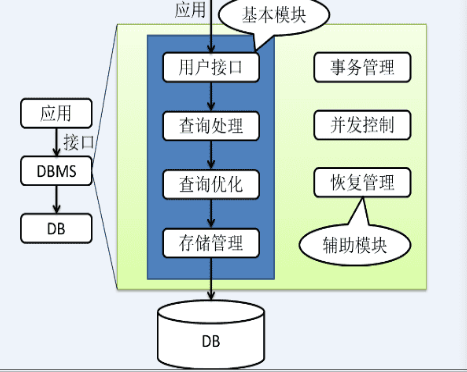 应用
基本模块
用户接口
事务管理
应用
接口
查询处理
并发控制
DBMS
查询优化
恢复管理
DB
存储管理
辅助模块
DB